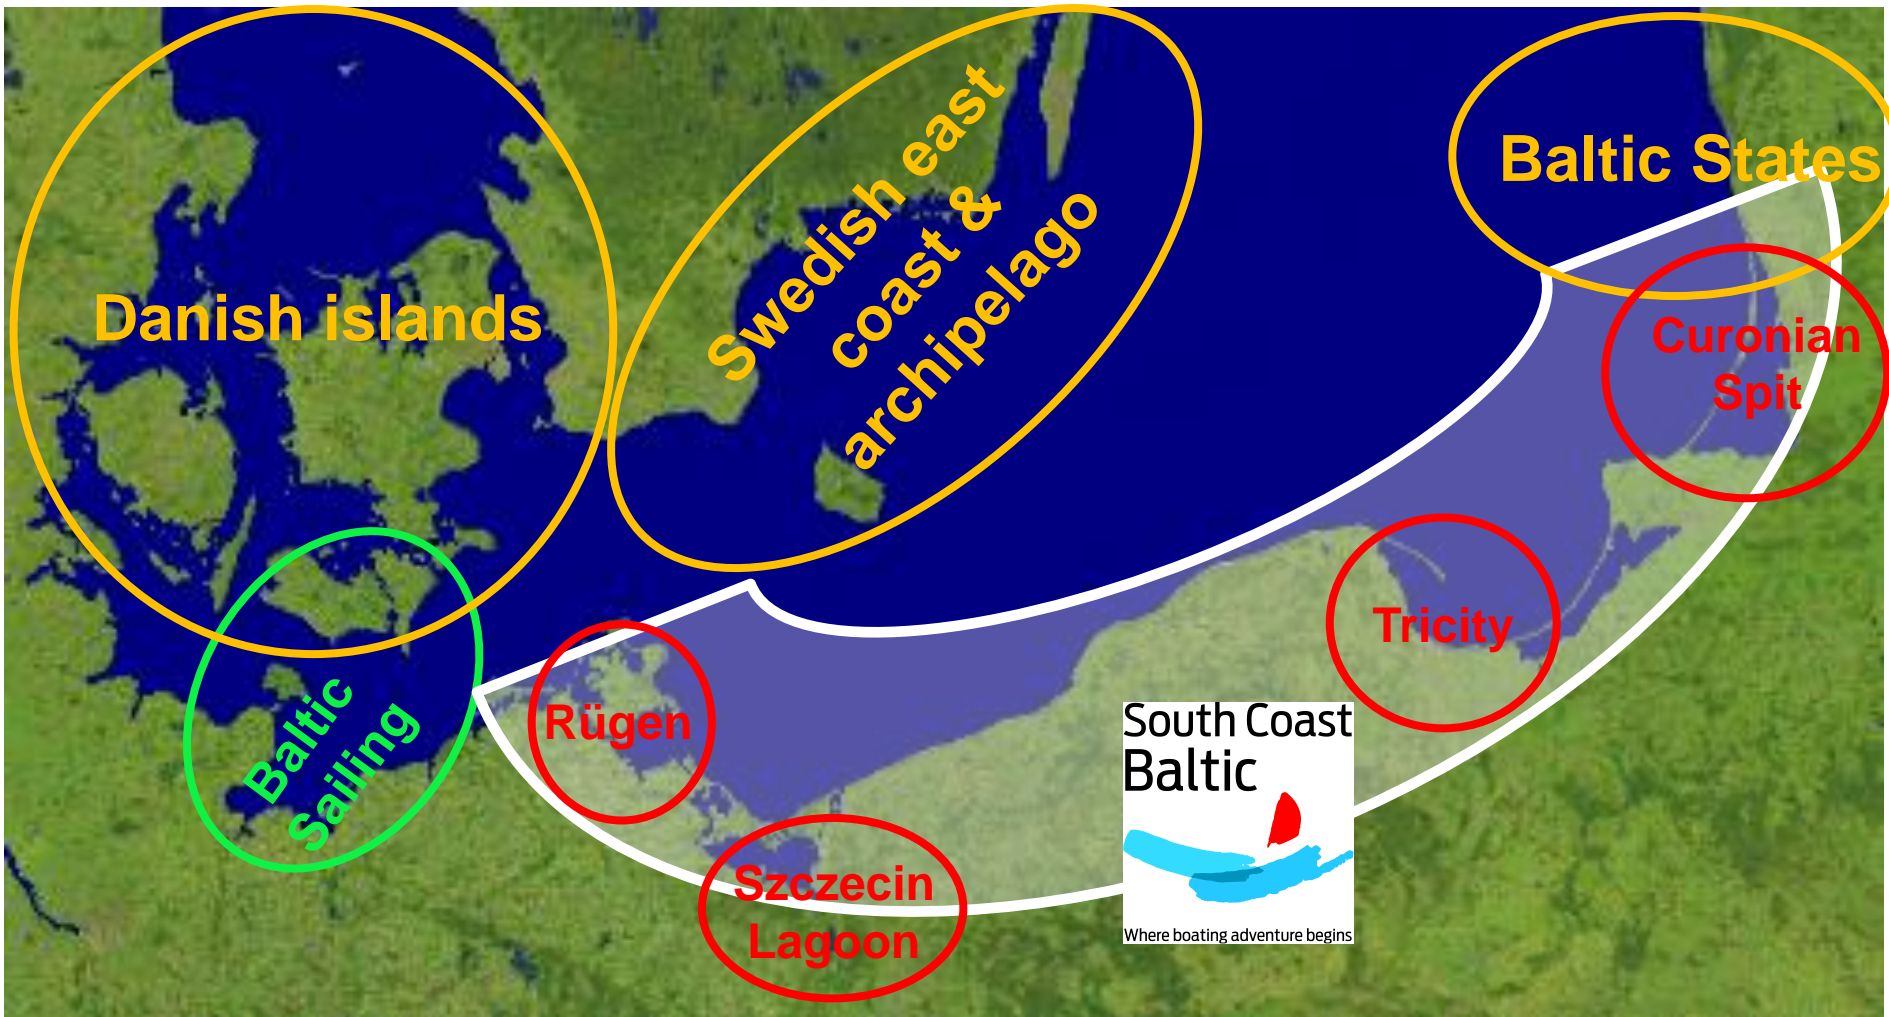 Baltic States
Danish islands
Swedish east
coast &
archipelago
Curonian
Spit
Tricity
Rügen
Baltic
Sailing
Szczecin
Lagoon
South Coast
Baltic
Where boating adventure begins